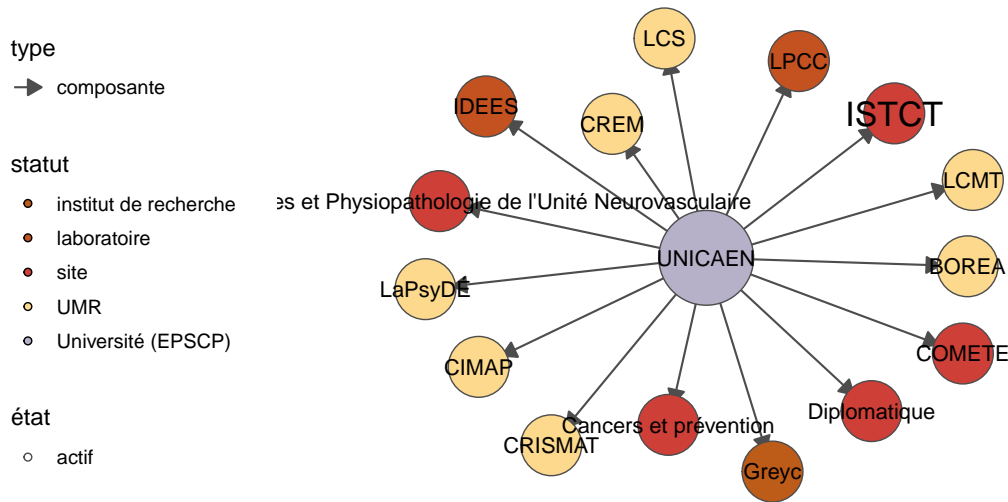 type
composante
statut
institut de recherche
laboratoire
site
UMR
Université (EPSCP)
état
actif
LCS
LPCC
IDEES
CREM
ISTCT
LCMT
es et Physiopathologie de l'Unité Neurovasculaire
UNICAEN
BOREA
LaPsyDE
COMETE
CIMAP
Diplomatique
Cancers et prévention
CRISMAT
Greyc